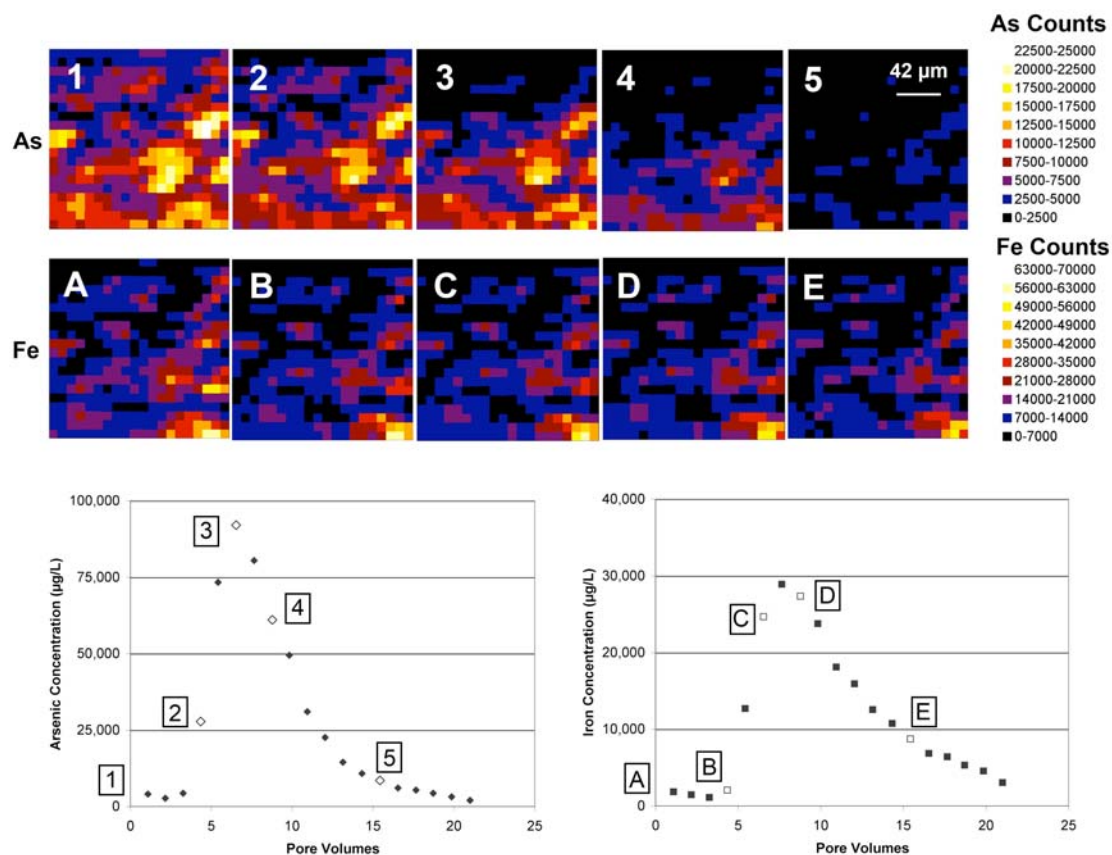 As Counts
22500-25000
20000-22500
17500-20000
15000-17500
12500-15000
10000-12500
7500-10000
5000-7500
2500-5000
0-2500
As
1
2
3
4
5
42 µm
Fe Counts
63000-70000
56000-63000
49000-56000
42000-49000
35000-42000
28000-35000
21000-28000
14000-21000
7000-14000
0-7000
Fe
A
B
C
D
E
Arsenic Concentration (µg/L)
100,000
75,000
50,000
25,000
0
3
4
2
5
1
0 5 10 15 20 25
Pore Volumes
Iron Concentration (µg/L)
40,000
30,000
20,000
10,000
0
C
D
E
A
B
0 5 10 15 20 25
Pore Volumes